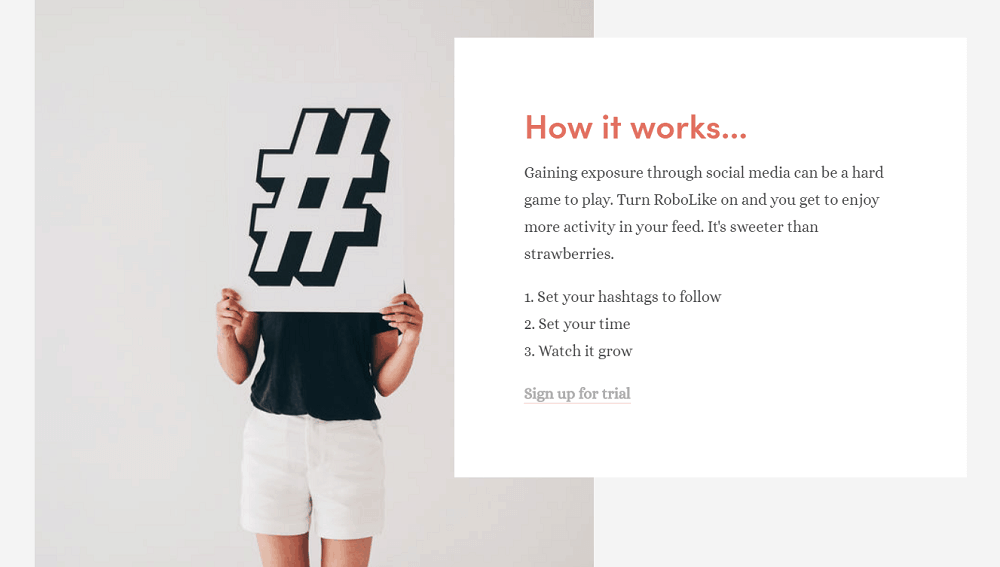 #
How it works...
Gaining exposure through social media can be a hard
game to play. Turn RoboLike on and you get to enjoy
more activity in your feed. It's sweeter than
strawberries.
1. Set your hashtags to follow
2. Set your time
3. Watch it grow
Sign up for trial